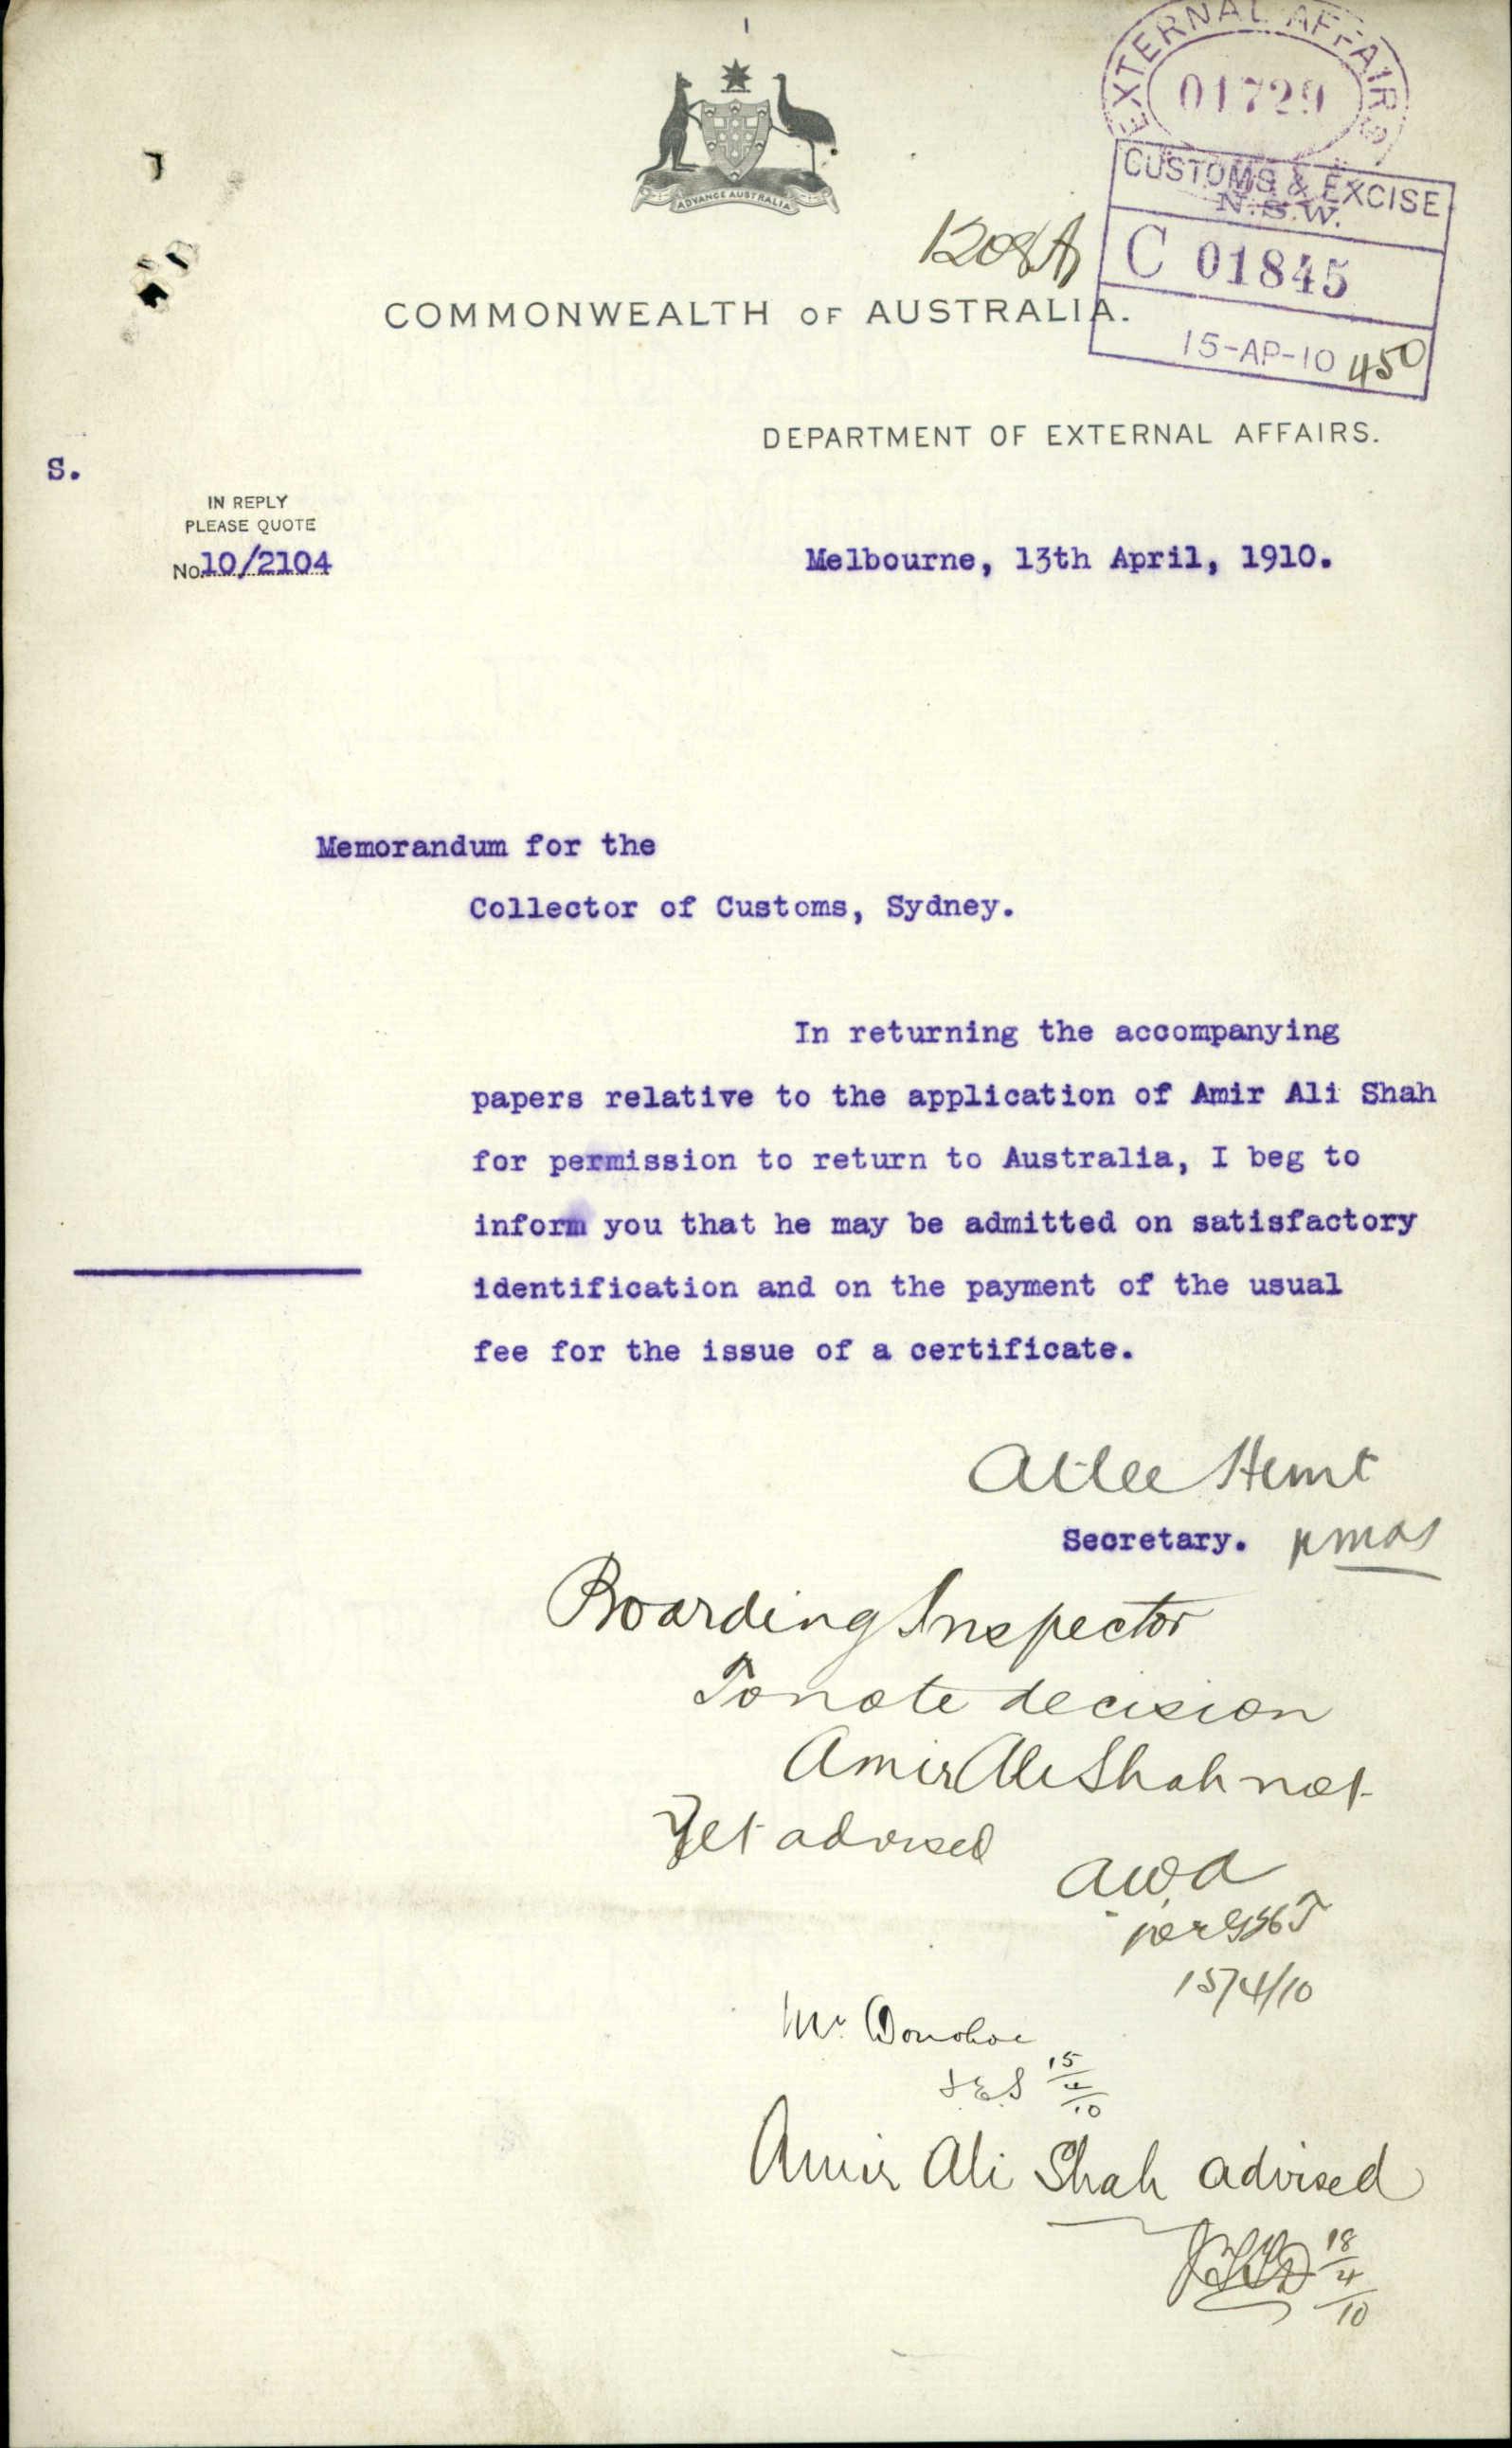 EXTERNAL AFFAIRS
01729
ADVANCE AUSTRALIA
CUSTOMS & EXCISE
N.S.W.
1208A
C 01845
COMMONWEALTH OF AUSTRALIA.
15-AP-10 450
DEPARTMENT OF EXTERNAL AFFAIRS.
S.
IN REPLY
PLEASE QUOTE
No. 10/2104
Melbourne, 13th April, 1910.
Memorandum for the
Collector of Customs, Sydney.
In returning the accompanying
papers relative to the application of Amir Ali Shah
for permission to return to Australia, I beg to
inform you that he may be admitted on satisfactory
identification and on the payment of the usual
fee for the issue of a certificate.
Atlee Hunt
Secretary.
Boarding Inspector
To note decision
Amir Ali Shah not
Yet advised
awd
per
15/4/10
Mr. Donohoe
15/4/10
Amir Ali Shah advised
18/4/10